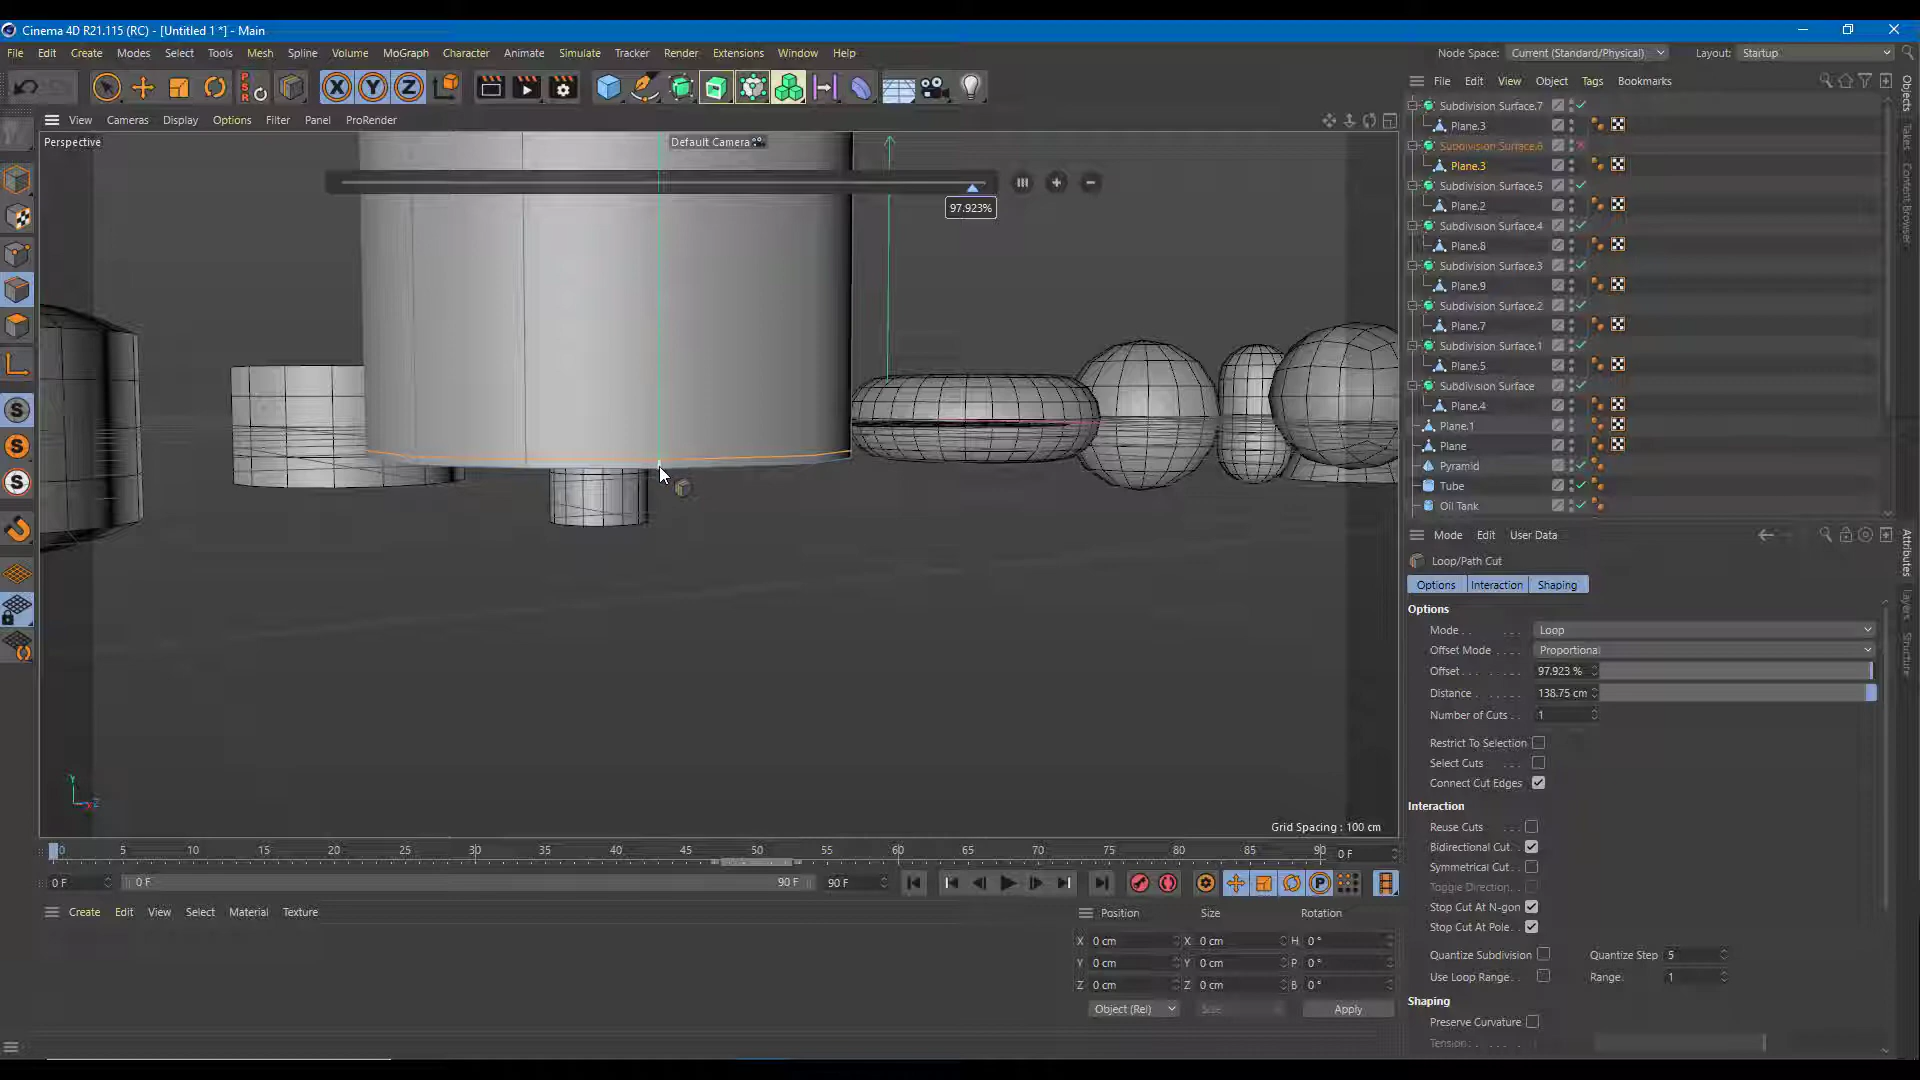 Cinema 4D R21.115 (RC) - [Untitled 1 *] - Main
File Edit Create Modes Select Tools Mesh Spline Volume MoGraph Character Animate Simulate Tracker Render Extensions Window Help
Node Space: Current (Standard/Physical) Layout: Startup
File Edit View Object Tags Bookmarks
View Cameras Display Options Filter Panel ProRender
Perspective
Default Camera
97.923%
Subdivision Surface.7
Plane.3
Subdivision Surface.6
Plane.3
Subdivision Surface.5
Plane.2
Subdivision Surface.4
Plane.8
Subdivision Surface.3
Plane.9
Subdivision Surface.2
Plane.7
Subdivision Surface.1
Plane.5
Subdivision Surface
Plane.4
Plane.1
Plane
Pyramid
Tube
Oil Tank
Objects
Takes
Content Browser
Mode Edit User Data
Loop/Path Cut
Options Interaction Shaping
Options
Mode Loop
Offset Mode Proportional
Offset 97.923 %
Distance 138.75 cm
Number of Cuts 1
Restrict To Selection
Select Cuts
Connect Cut Edges
Interaction
Reuse Cuts
Bidirectional Cut
Symmetrical Cut
Toggle Direction
Stop Cut At N-gon
Stop Cut At Pole
Quantize Subdivision Quantize Step 5
Use Loop Range Range 1
Shaping
Preserve Curvature
Tension
Attributes
Layers
Structure
Y
Grid Spacing : 100 cm
0 5 10 15 20 25 30 35 40 45 50 55 60 65 70 75 80 85 90 0 F
0 F 0 F 90 F 90 F
Create Edit View Select Material Texture
Position Size Rotation
X 0 cm X 0 cm H 0 °
Y 0 cm Y 0 cm P 0 °
Z 0 cm Z 0 cm B 0 °
Object (Rel) Size Apply